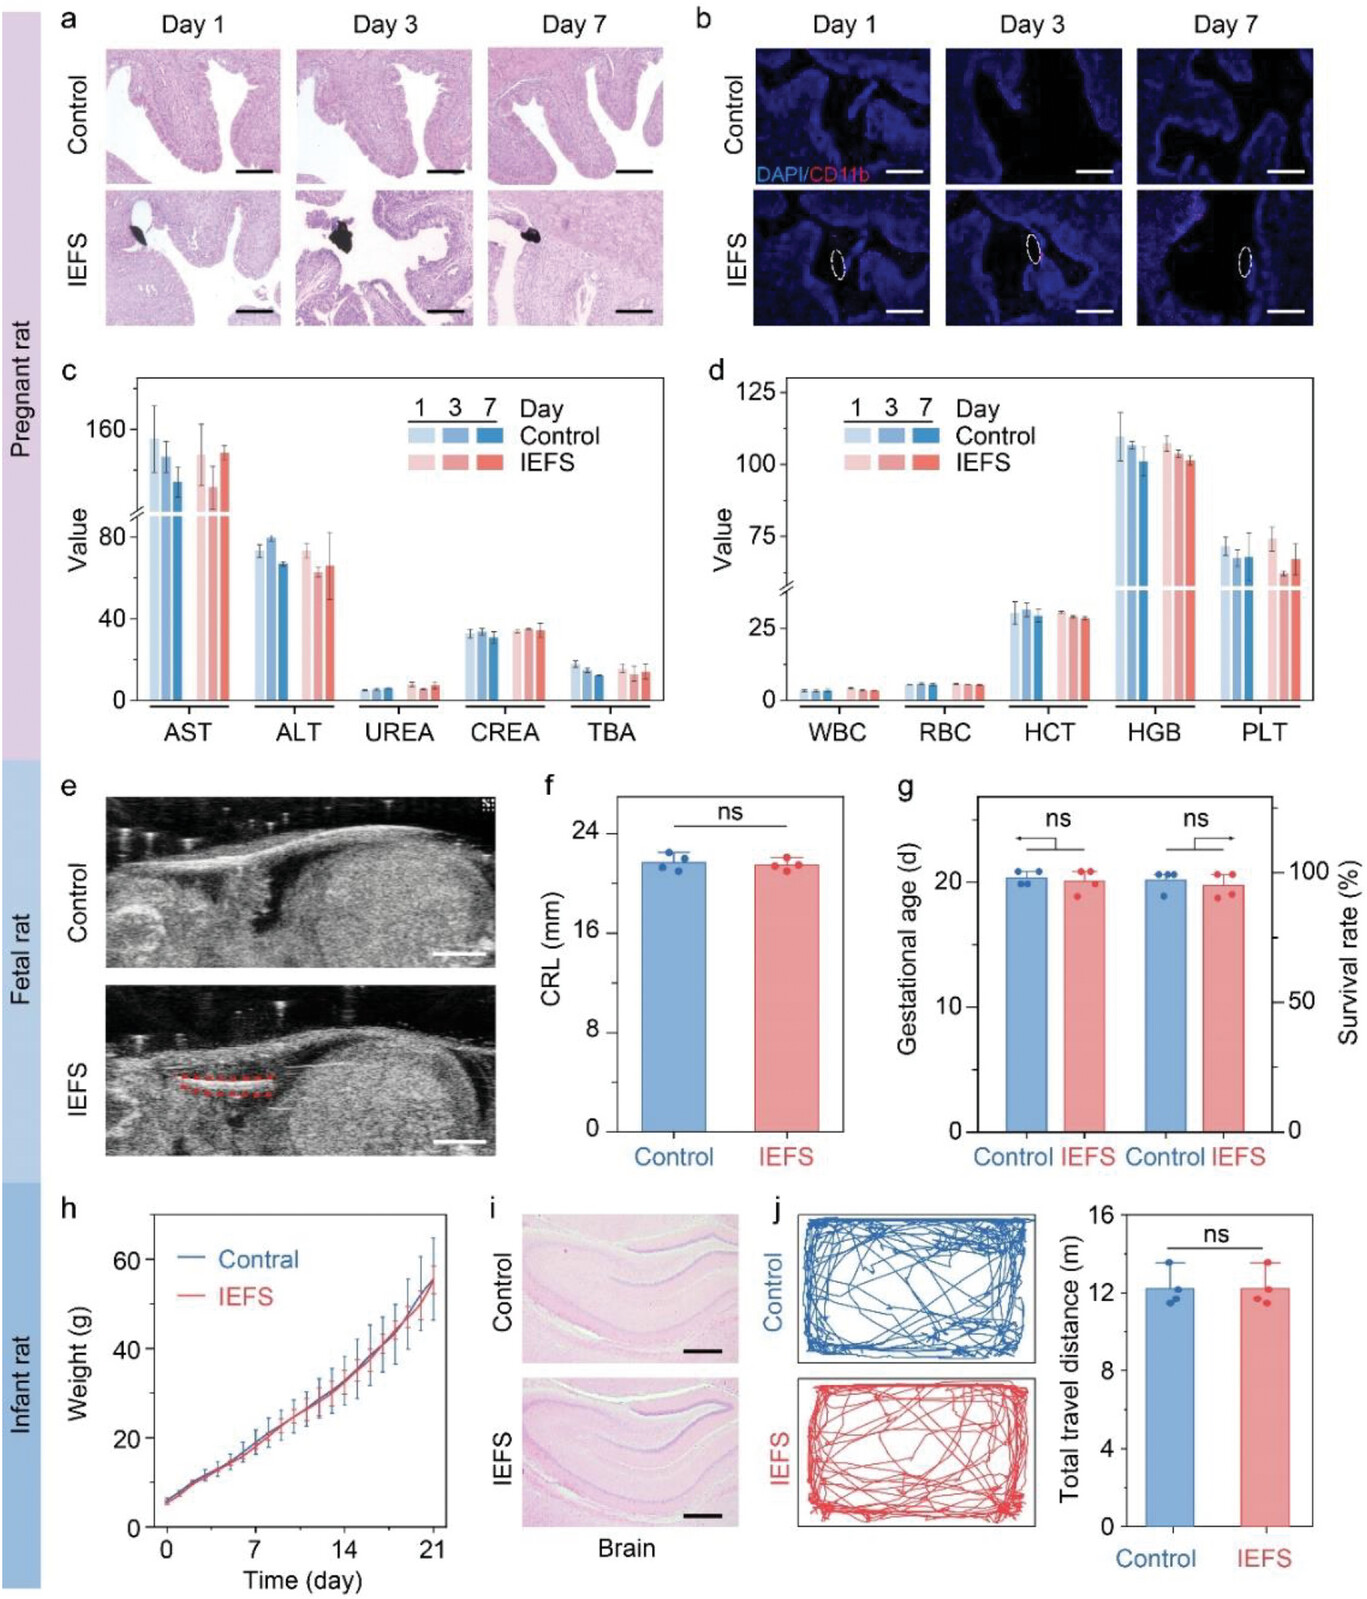 Pregnant rat
Fetal rat
Infant rat
a
Day 1
Day 3
Day 7
Control
IEFS
b
Day 1
Day 3
Day 7
Control
DAPI/CD11b
IEFS
c
Value
160
80
40
0
1 3 7 Day
Control
IEFS
AST
ALT
UREA
CREA
TBA
d
Value
125
100
75
25
0
1 3 7 Day
Control
IEFS
WBC
RBC
HCT
HGB
PLT
e
Control
IEFS
f
CRL (mm)
24
16
8
0
ns
Control
IEFS
g
Gestational age (d)
20
10
0
ns
ns
100
50
0
Survival rate (%)
Control
IEFS
Control
IEFS
h
Weight (g)
60
40
20
0
Contral
IEFS
0
7
14
21
Time (day)
i
Control
IEFS
Brain
j
Control
IEFS
Total travel distance (m)
16
12
8
4
0
ns
Control
IEFS